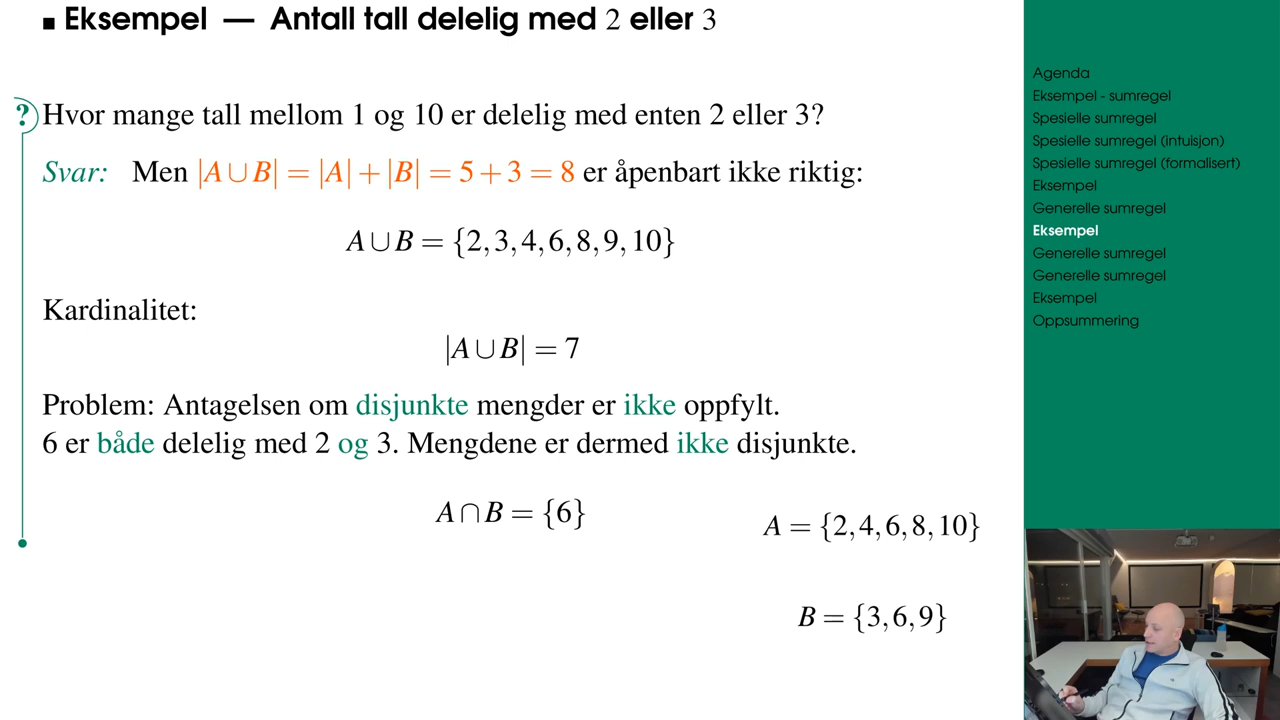 ■ Eksempel — Antall tall delelig med 2 eller 3
? Hvor mange tall mellom 1 og 10 er delelig med enten 2 eller 3?
Svar: Men |A ∪ B| = |A| + |B| = 5 + 3 = 8 er åpenbart ikke riktig:
A ∪ B = {2, 3, 4, 6, 8, 9, 10}
Kardinalitet:
|A ∪ B| = 7
Problem: Antagelsen om disjunkte mengder er ikke oppfylt.
6 er både delelig med 2 og 3. Mengdene er dermed ikke disjunkte.
A ∩ B = {6}
A = {2, 4, 6, 8, 10}
B = {3, 6, 9}
Agenda
Eksempel - sumregel
Spesielle sumregel
Spesielle sumregel (intuisjon)
Spesielle sumregel (formalisert)
Eksempel
Generelle sumregel
Eksempel
Generelle sumregel
Generelle sumregel
Eksempel
Oppsummering